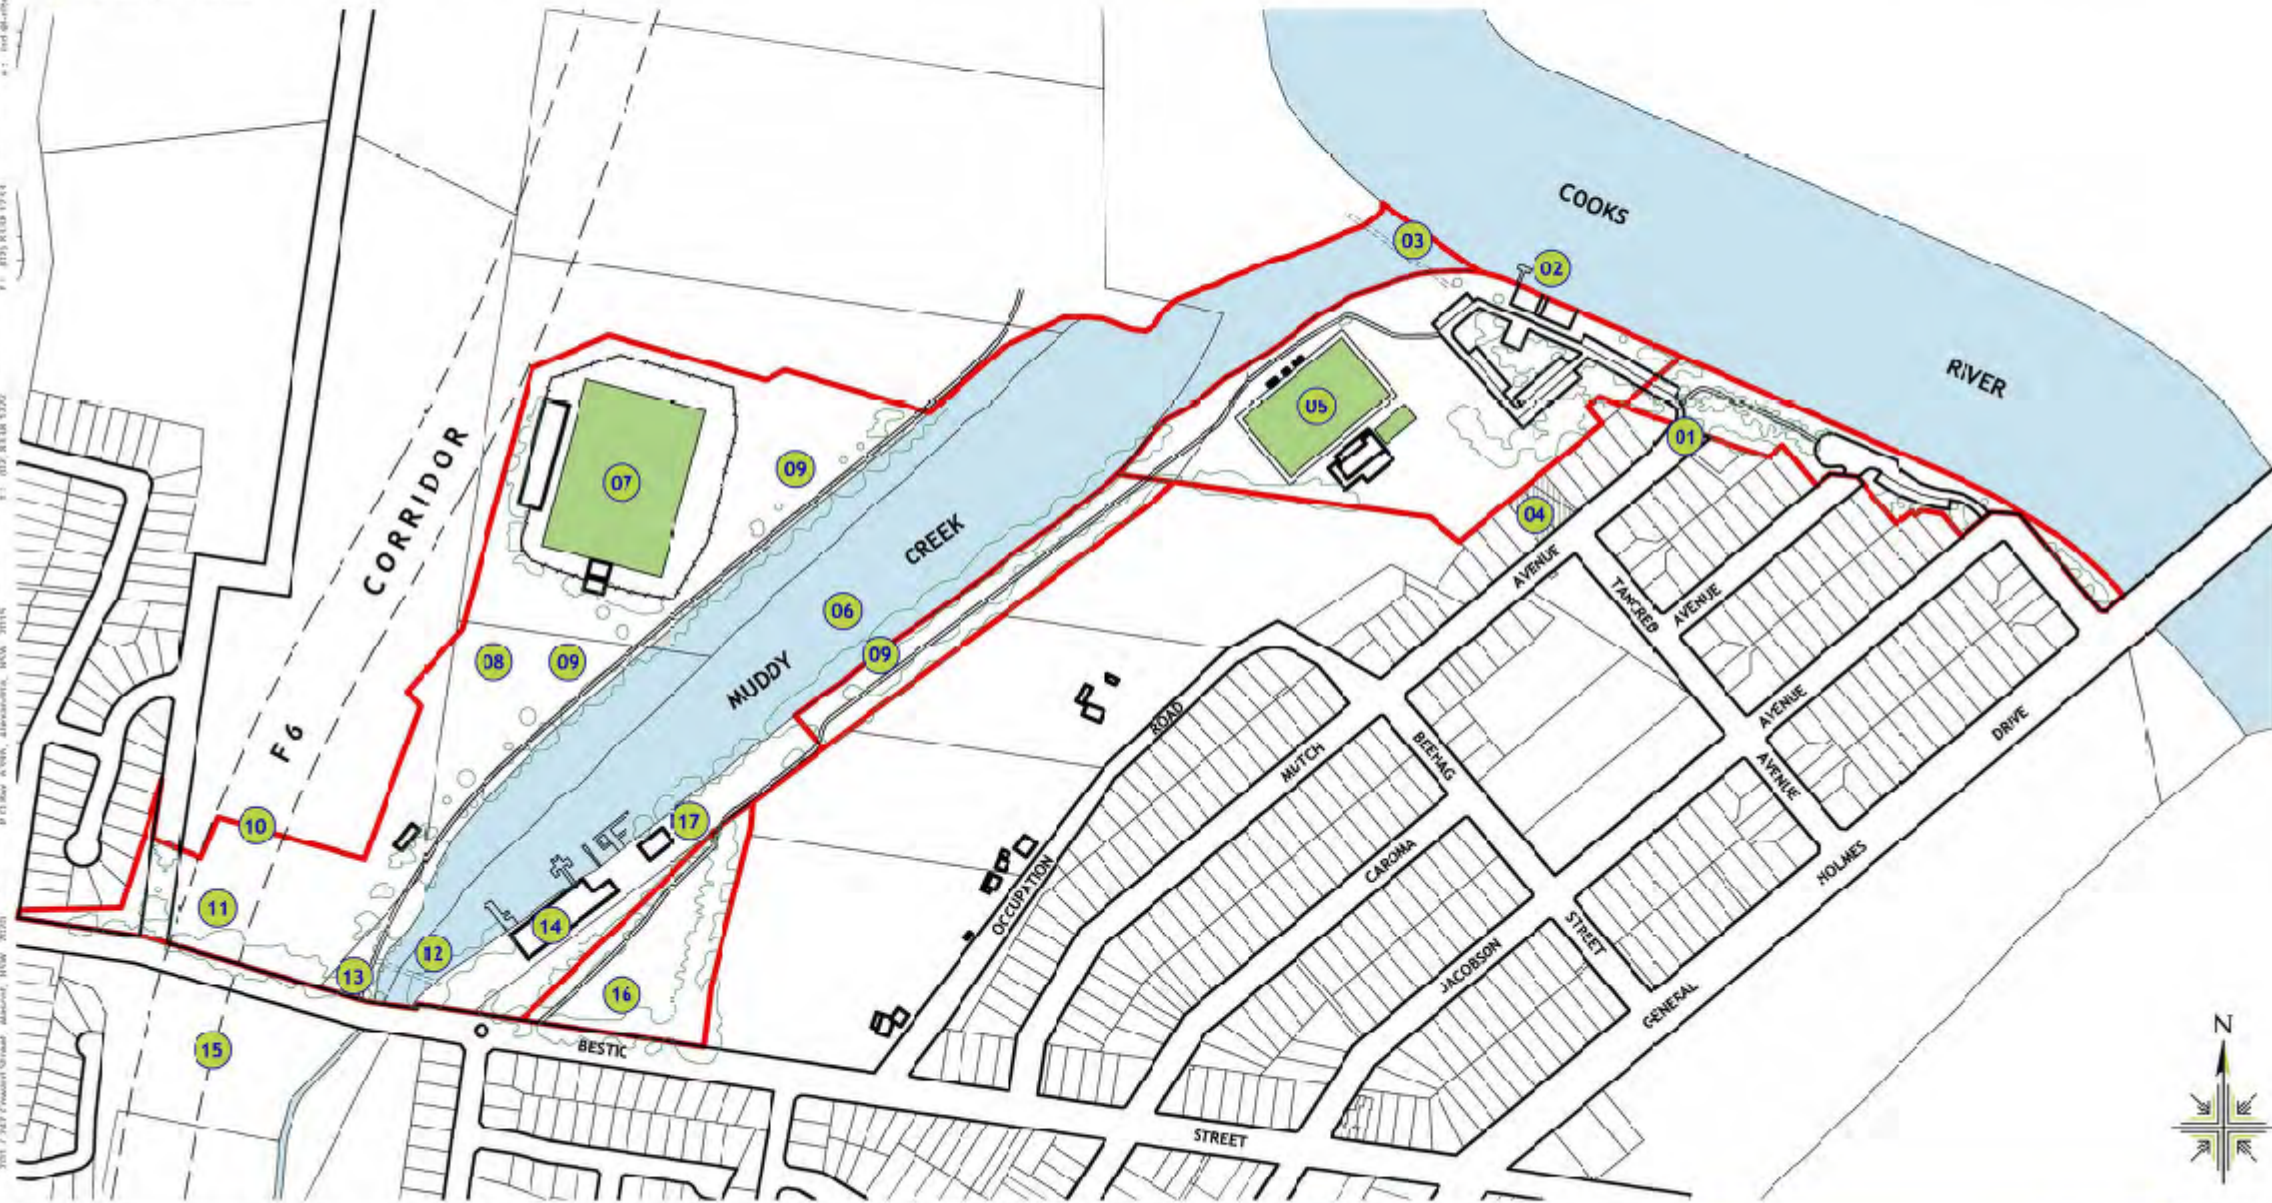 COOKS
RIVER
03
02
CORRIDOR
F6
07
09
05
01
CREEK
04
AVENUE
TANCRED
AVENUE
06
08
09
09
MUDDY
ROAD
BEEHAG
AVENUE
MUTCH
AVENUE
DRIVE
10
17
OCCUPATION
CAROMA
HOLMES
11
14
12
13
STREET
JACOBSON
16
GENERAL
15
BESTIC
STREET
N